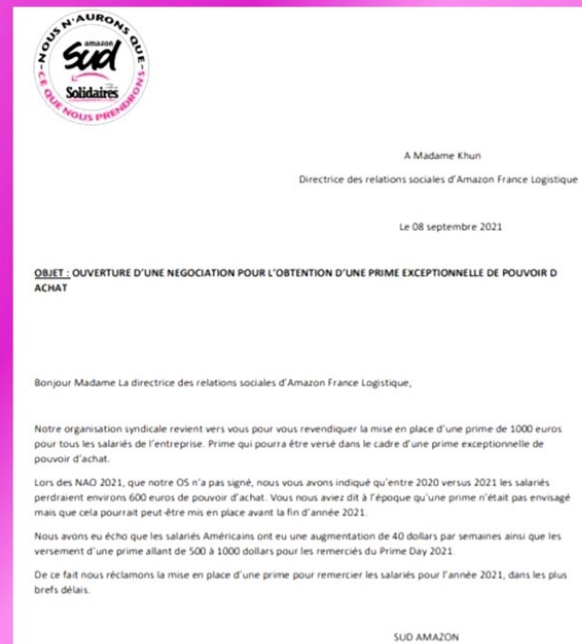 NOUS N'AURONS QUE
CE QUE NOUS PRENDRONS
amazon
Sud
Solidaires
A Madame Khun
Directrice des relations sociales d'Amazon France Logistique
Le 08 septembre 2021
OBJET : OUVERTURE D'UNE NEGOCIATION POUR L'OBTENTION D'UNE PRIME EXCEPTIONNELLE DE POUVOIR D
ACHAT
Bonjour Madame La directrice des relations sociales d'Amazon France Logistique,
Notre organisation syndicale revient vers vous pour vous revendiquer la mise en place d'une prime de 1000 euros
pour tous les salariés de l'entreprise. Prime qui pourra être versé dans le cadre d'une prime exceptionnelle de
pouvoir d'achat.
Lors des NAO 2021, que notre OS n'a pas signé, nous vous avons indiqué qu'entre 2020 versus 2021 les salariés
perdraient environs 600 euros de pouvoir d'achat. Vous nous aviez dit à l'époque qu'une prime n'était pas envisagé
mais que cela pourrait peut-être mis en place avant la fin d'année 2021.
Nous avons eu écho que les salariés Américains ont eu une augmentation de 40 dollars par semaines ainsi que les
versement d'une prime allant de 500 à 1000 dollars pour les remerciés du Prime Day 2021.
De ce fait nous réclamons la mise en place d'une prime pour remercier les salariés pour l'année 2021, dans les plus
brefs délais.
SUD AMAZON